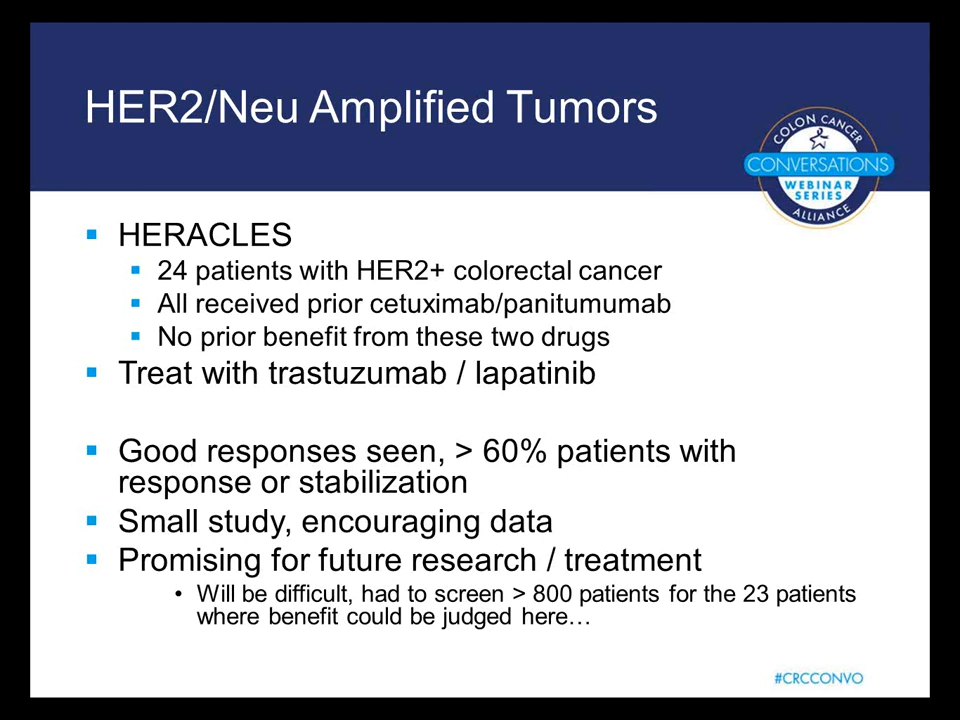 HER2/Neu Amplified Tumors
COLON CANCER
CONVERSATIONS
WEBINAR
SERIES
ALLIANCE
▪ HERACLES
▪ 24 patients with HER2+ colorectal cancer
▪ All received prior cetuximab/panitumumab
▪ No prior benefit from these two drugs
▪ Treat with trastuzumab / lapatinib
▪ Good responses seen, > 60% patients with
response or stabilization
▪ Small study, encouraging data
▪ Promising for future research / treatment
• Will be difficult, had to screen > 800 patients for the 23 patients
where benefit could be judged here…
#CRCCONVO